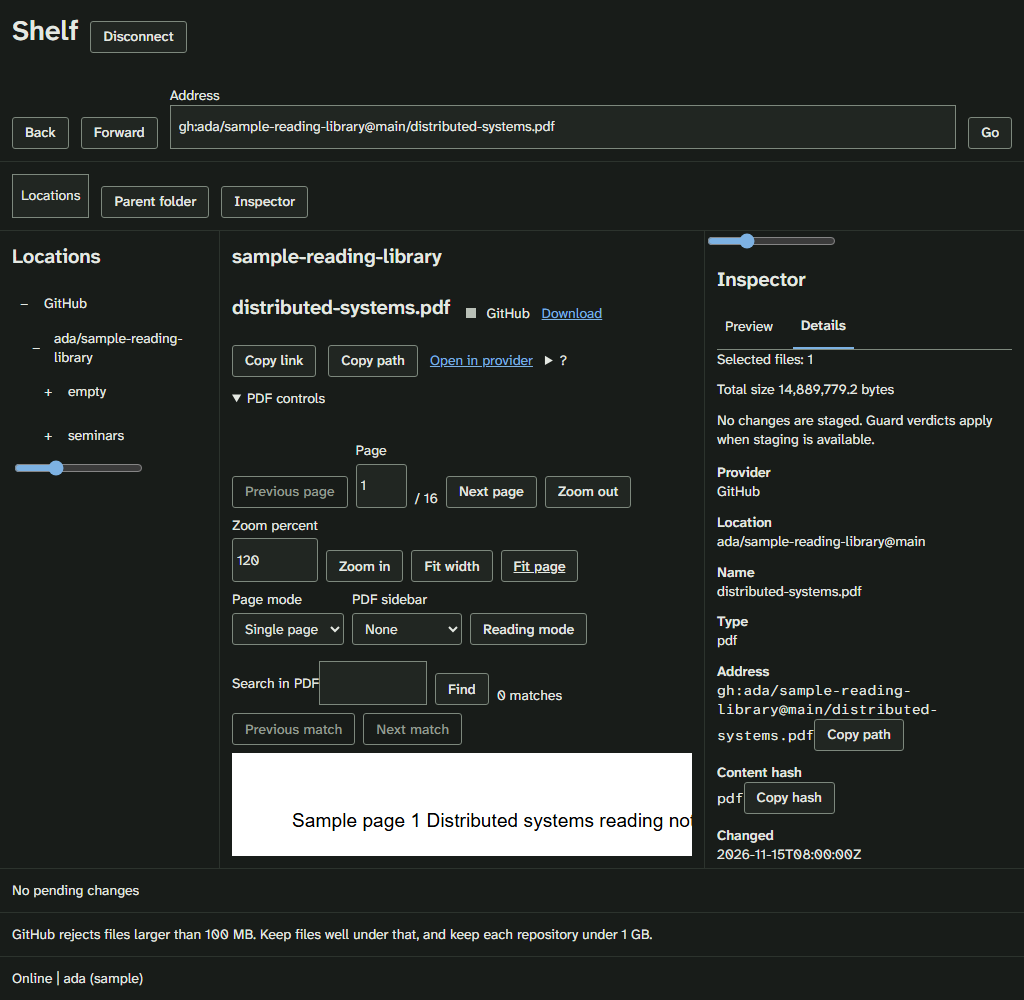 Shelf
Disconnect
Address
Back
Forward
gh:ada/sample-reading-library@main/distributed-systems.pdf
Go
Locations
Parent folder
Inspector
Locations
− GitHub
− ada/sample-reading-
library
+ empty
+ seminars
sample-reading-library
distributed-systems.pdf
GitHub
Download
Copy link
Copy path
Open in provider
▶ ?
▼ PDF controls
Page
Previous page
1
/ 16
Next page
Zoom out
Zoom percent
120
Zoom in
Fit width
Fit page
Page mode
PDF sidebar
Single page
None
Reading mode
Search in PDF
Find
0 matches
Previous match
Next match
Sample page 1 Distributed systems reading not
Inspector
Preview
Details
Selected files: 1
Total size 14,889,779.2 bytes
No changes are staged. Guard verdicts apply
when staging is available.
Provider
GitHub
Location
ada/sample-reading-library@main
Name
distributed-systems.pdf
Type
pdf
Address
gh:ada/sample-reading-
library@main/distributed-
systems.pdf
Copy path
Content hash
pdf
Copy hash
Changed
2026-11-15T08:00:00Z
No pending changes
GitHub rejects files larger than 100 MB. Keep files well under that, and keep each repository under 1 GB.
Online | ada (sample)